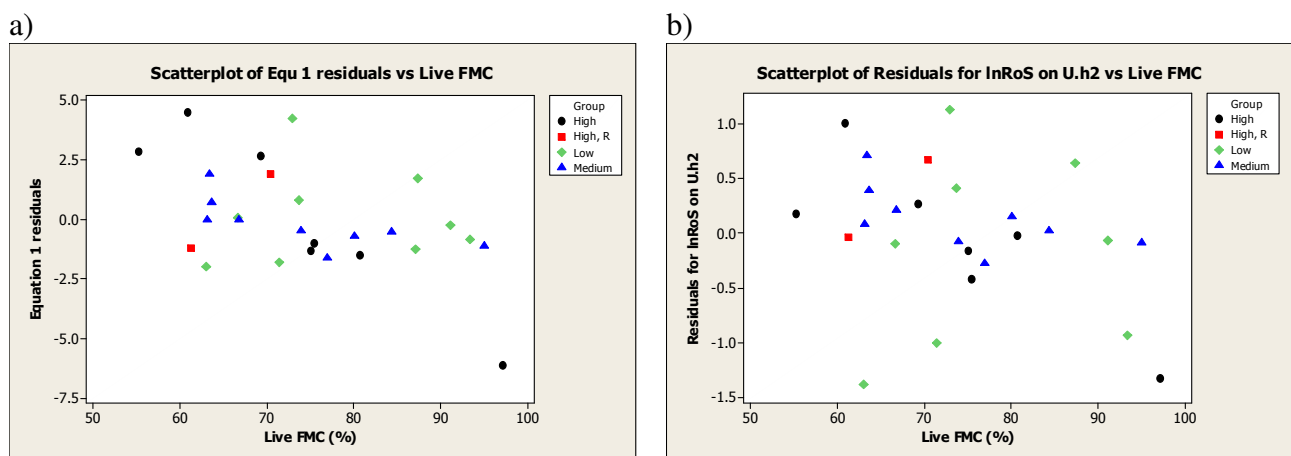 a)
Scatterplot of Equ 1 residuals vs Live FMC
Equation 1 residuals
5.0
2.5
0.0
-2.5
-5.0
-7.5
50 60 70 80 90 100
Live FMC (%)
Group
High
High, R
Low
Medium
b)
Scatterplot of Residuals for lnRoS on U.h2 vs Live FMC
Residuals for lnRoS on U.h2
1.0
0.5
0.0
-0.5
-1.0
-1.5
50 60 70 80 90 100
Live FMC (%)
Group
High
High, R
Low
Medium